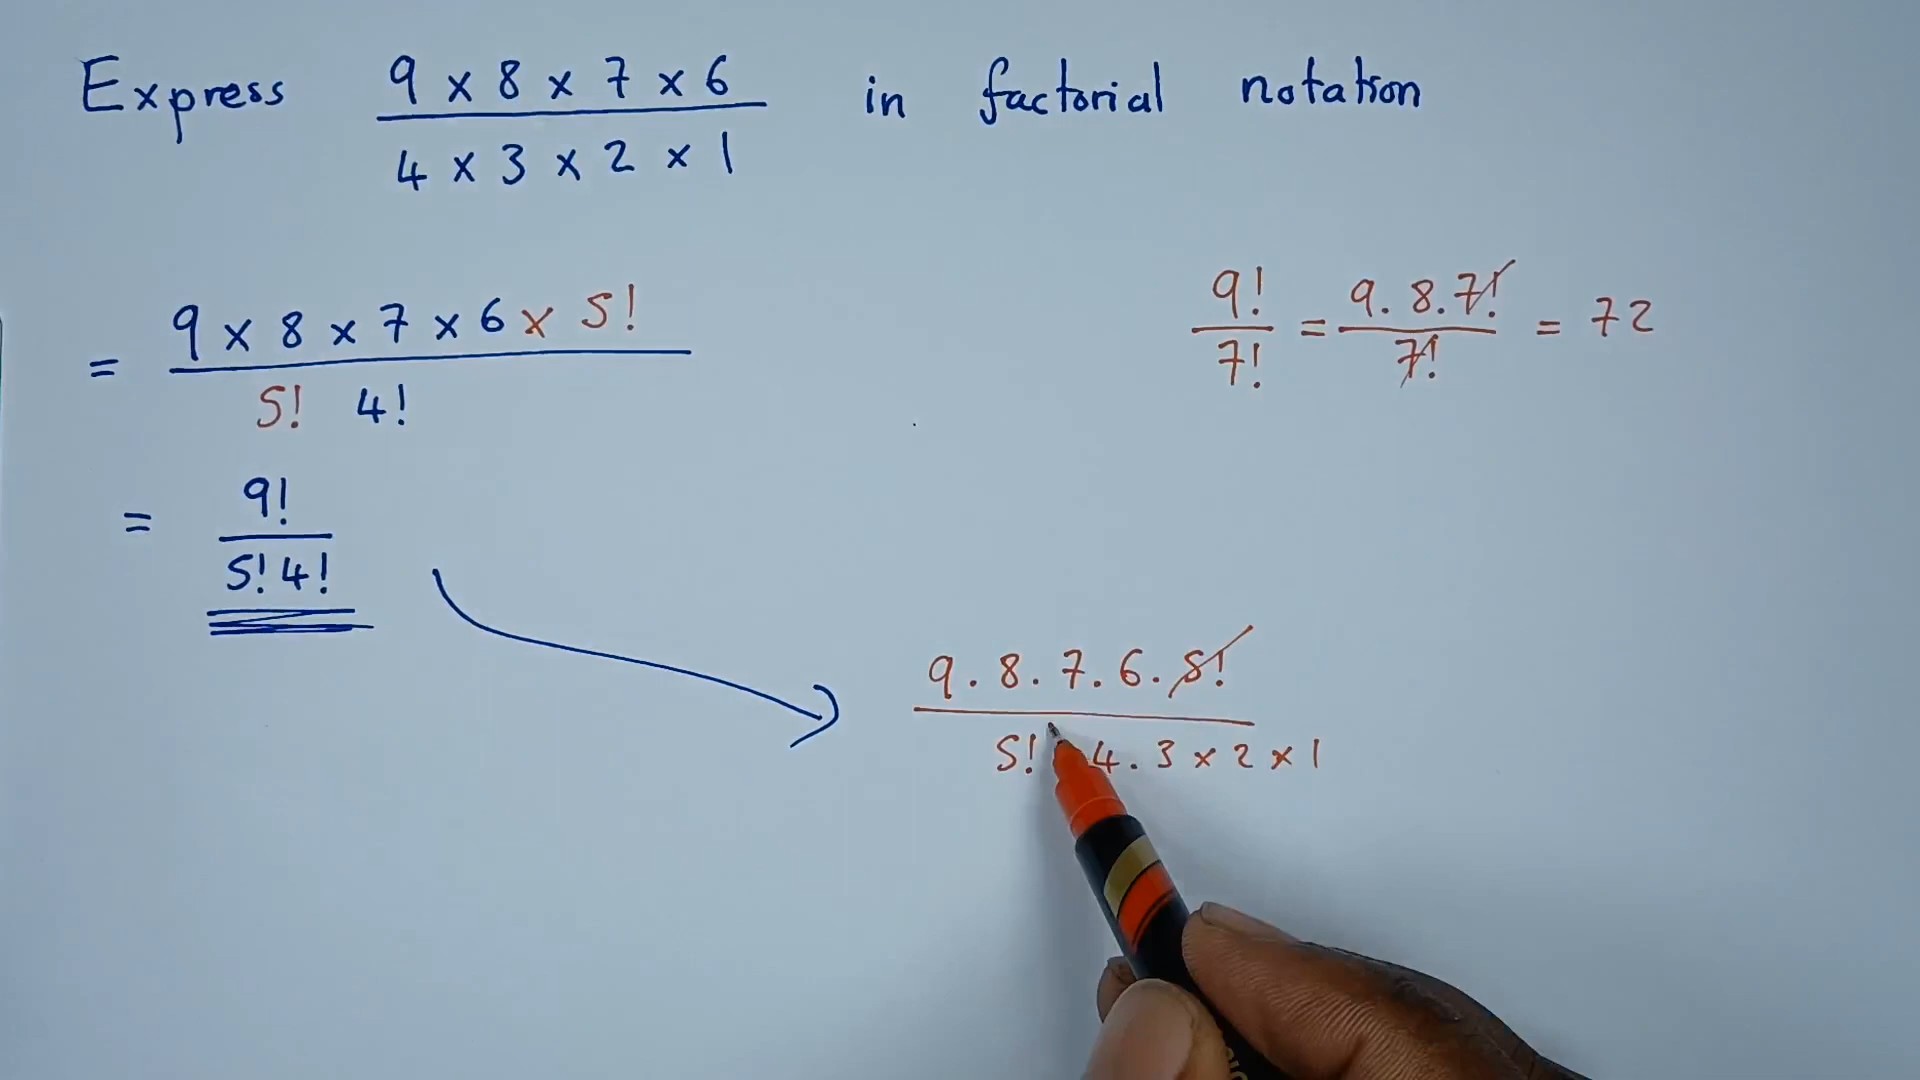 Express 9 x 8 x 7 x 6 / 4 x 3 x 2 x 1 in factorial notation
= 9 x 8 x 7 x 6 x 5! / 5! 4!
9! / 7! = 9.8.7! / 7! = 72
= 9! / 5!4!
9.8.7.6.5! / 5! 4.3 x 2 x 1